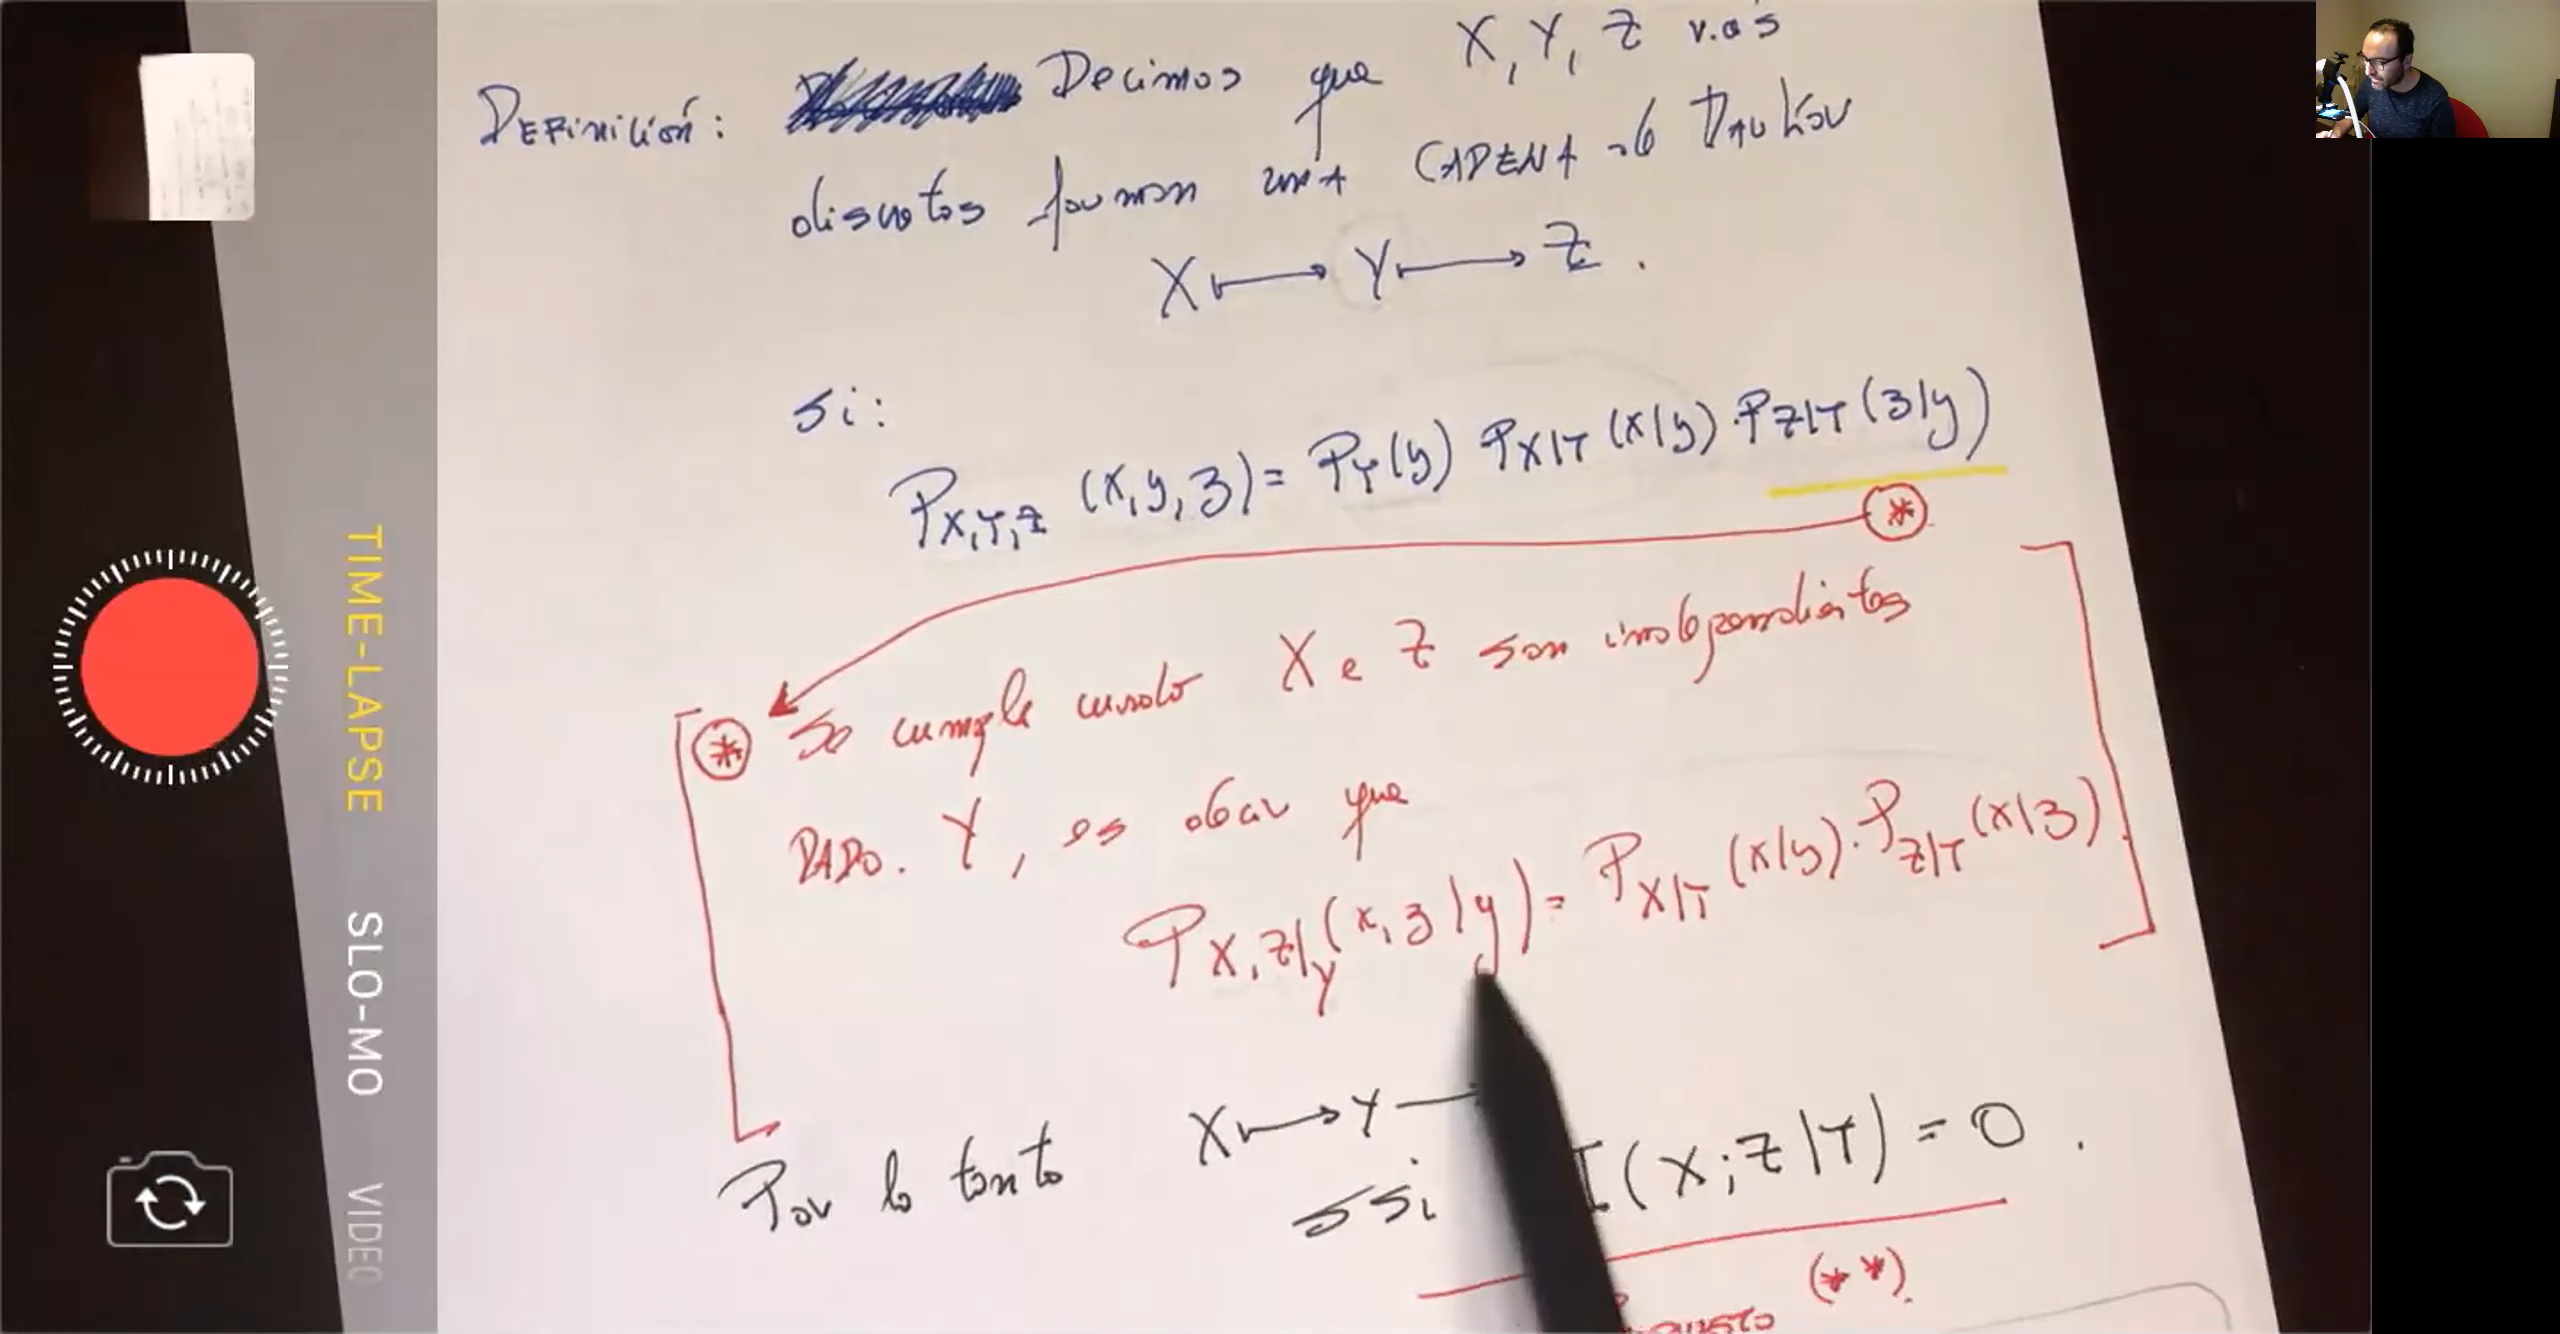 Definición: Decimos que X, Y, Z v.a's
discretas forman una CADENA de Markov
X ⟼ Y ⟼ Z .
si:
P_{X,Y,Z} (x,y,z) = P_Y(y) P_{X|Y} (x|y) · P_{Z|Y} (z|y)
*
* Se cumple cuando X e Z son independientes
DADO. Y, es decir que
P_{X,Z|Y} (x,z|y) = P_{X|Y} (x|y) · P_{Z|Y} (x|z)
Por lo tanto X ⟼ Y →
ssi I(X;Z|Y) = 0 .
(**).
TIME-LAPSE
SLO-MO
VIDEO